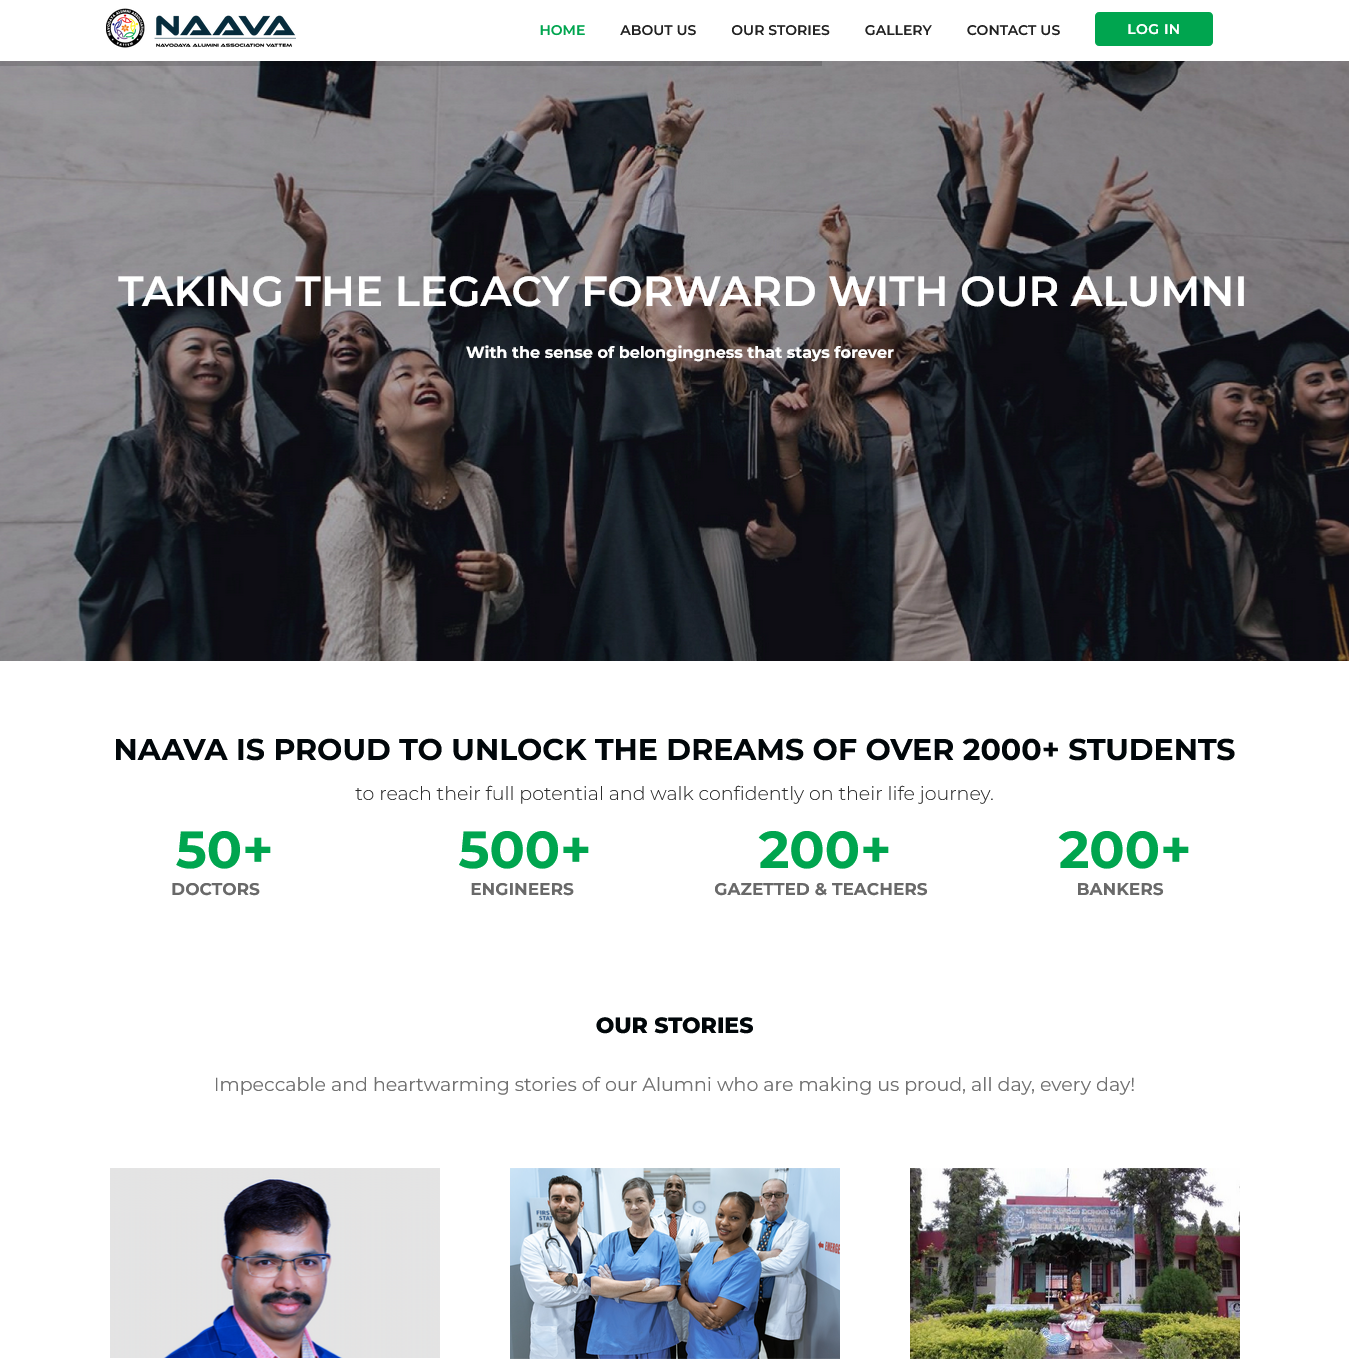 NAAVA
NAVODAYA ALUMNI ASSOCIATION VATTEM
HOME
ABOUT US
OUR STORIES
GALLERY
CONTACT US
LOG IN
TAKING THE LEGACY FORWARD WITH OUR ALUMNI
With the sense of belongingness that stays forever
NAAVA IS PROUD TO UNLOCK THE DREAMS OF OVER 2000+ STUDENTS
to reach their full potential and walk confidently on their life journey.
50+
DOCTORS
500+
ENGINEERS
200+
GAZETTED & TEACHERS
200+
BANKERS
OUR STORIES
Impeccable and heartwarming stories of our Alumni who are making us proud, all day, every day!